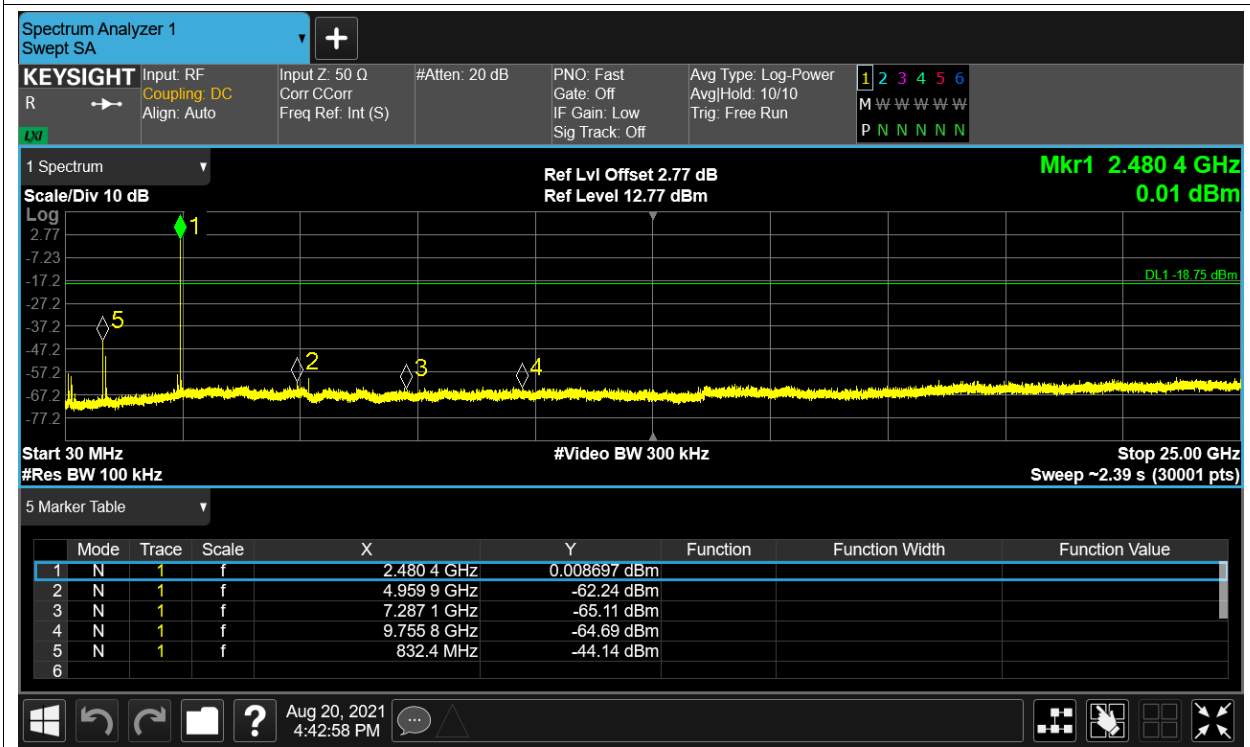 Spectrum Analyzer 1
Swept SA
KEYSIGHT Input: RF Input Z: 50 Ω #Atten: 20 dB PNO: Fast Avg Type: Log-Power 1 2 3 4 5 6
R Coupling: DC Corr CCorr Gate: Off Avg|Hold: 10/10 M W W W W W
Align: Auto Freq Ref: Int (S) IF Gain: Low Trig: Free Run
LXI Sig Track: Off P N N N N N
1 Spectrum Ref Lvl Offset 2.77 dB Mkr1 2.480 4 GHz
Scale/Div 10 dB Ref Level 12.77 dBm 0.01 dBm
Log
1
2.77
-7.23
-17.2 DL1 -18.75 dBm
-27.2
5
-37.2
-47.2
2 3 4
-57.2
-67.2
-77.2
Start 30 MHz #Video BW 300 kHz Stop 25.00 GHz
#Res BW 100 kHz Sweep ~2.39 s (30001 pts)
5 Marker Table
Mode Trace Scale X Y Function Function Width Function Value
1 N 1 f 2.480 4 GHz 0.008697 dBm
2 N 1 f 4.959 9 GHz -62.24 dBm
3 N 1 f 7.287 1 GHz -65.11 dBm
4 N 1 f 9.755 8 GHz -64.69 dBm
5 N 1 f 832.4 MHz -44.14 dBm
6
? Aug 20, 2021
4:42:58 PM